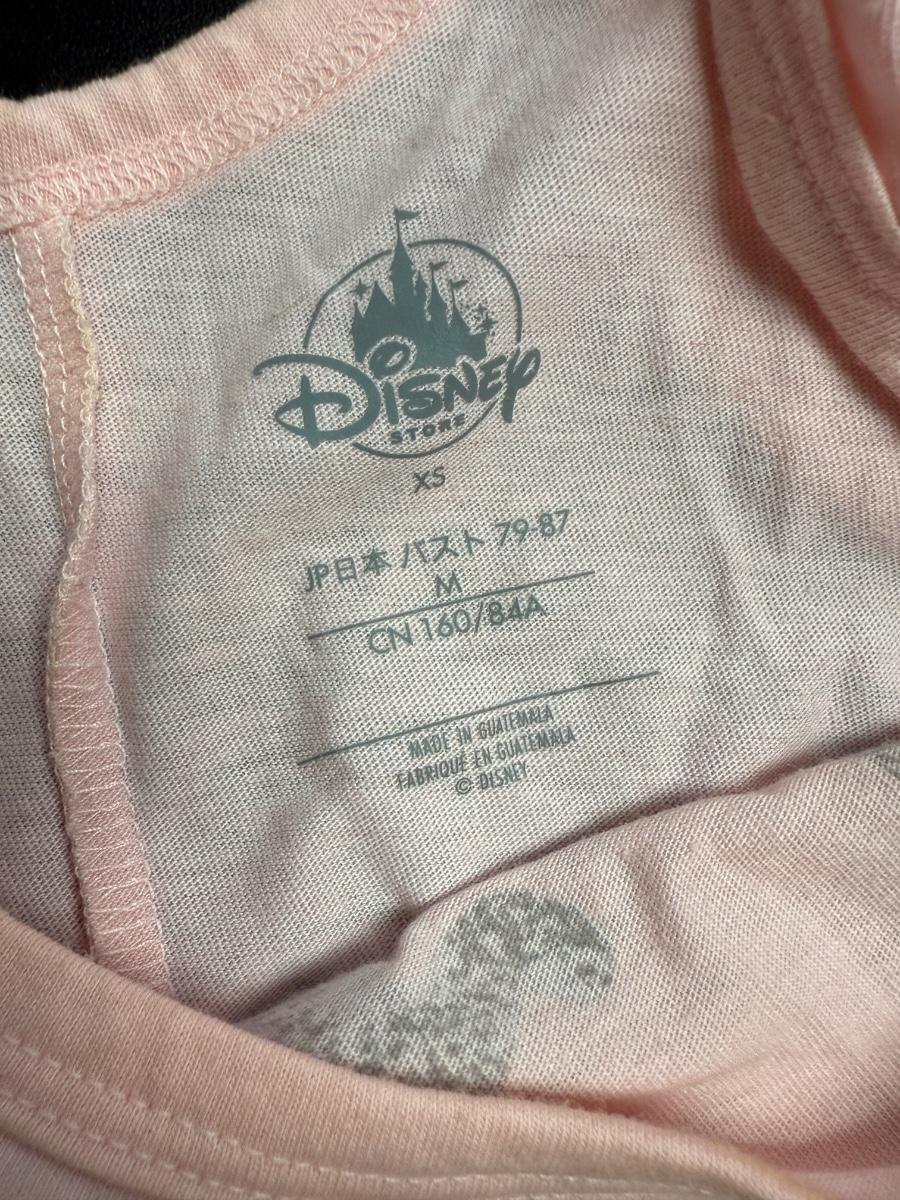 Disney
STORE
XS
JP日本 バスト 79-87
M
CN 160/84A
MADE IN GUATEMALA
FABRIQUE EN GUATEMALA
© DISNEY